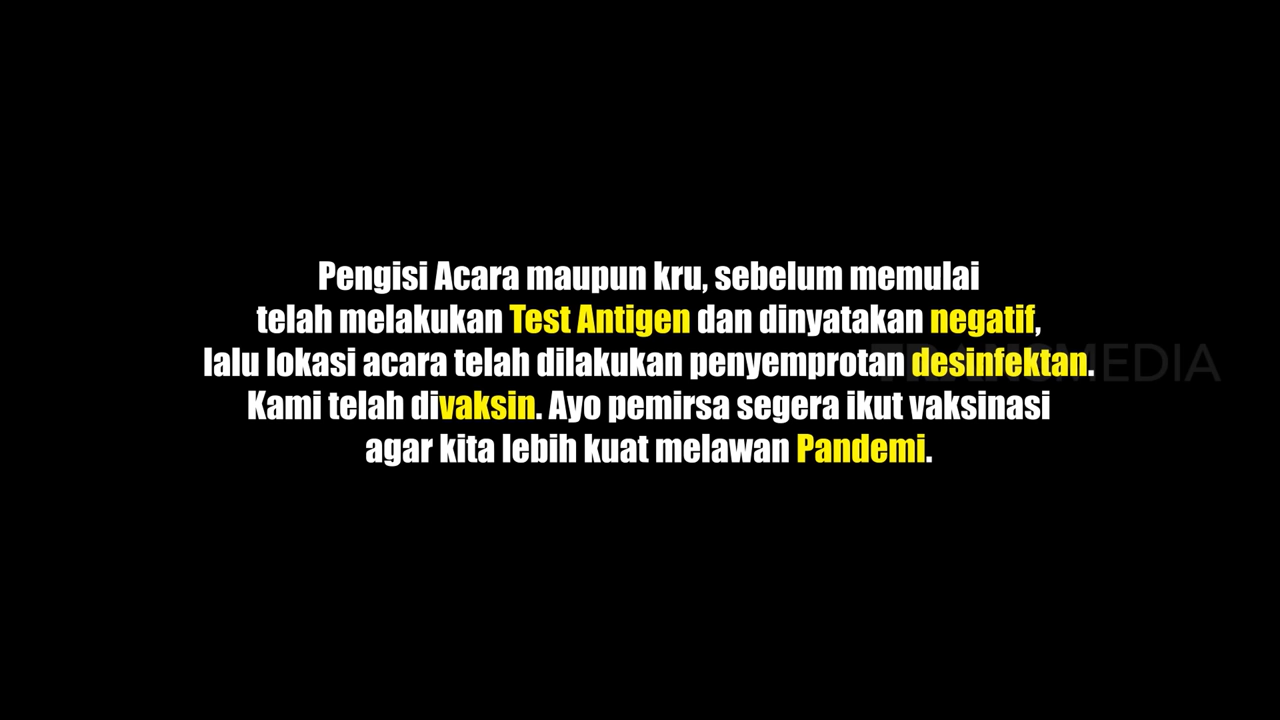 Pengisi Acara maupun kru, sebelum memulai
telah melakukan Test Antigen dan dinyatakan negatif,
lalu lokasi acara telah dilakukan penyemprotan desinfektan.
TRANSMEDIA
Kami telah divaksin. Ayo pemirsa segera ikut vaksinasi
agar kita lebih kuat melawan Pandemi.